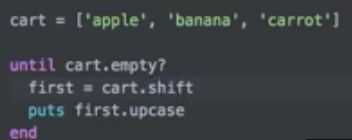 cart = ['apple', 'banana', 'carrot']
until cart.empty?
first = cart.shift
puts first.upcase
end